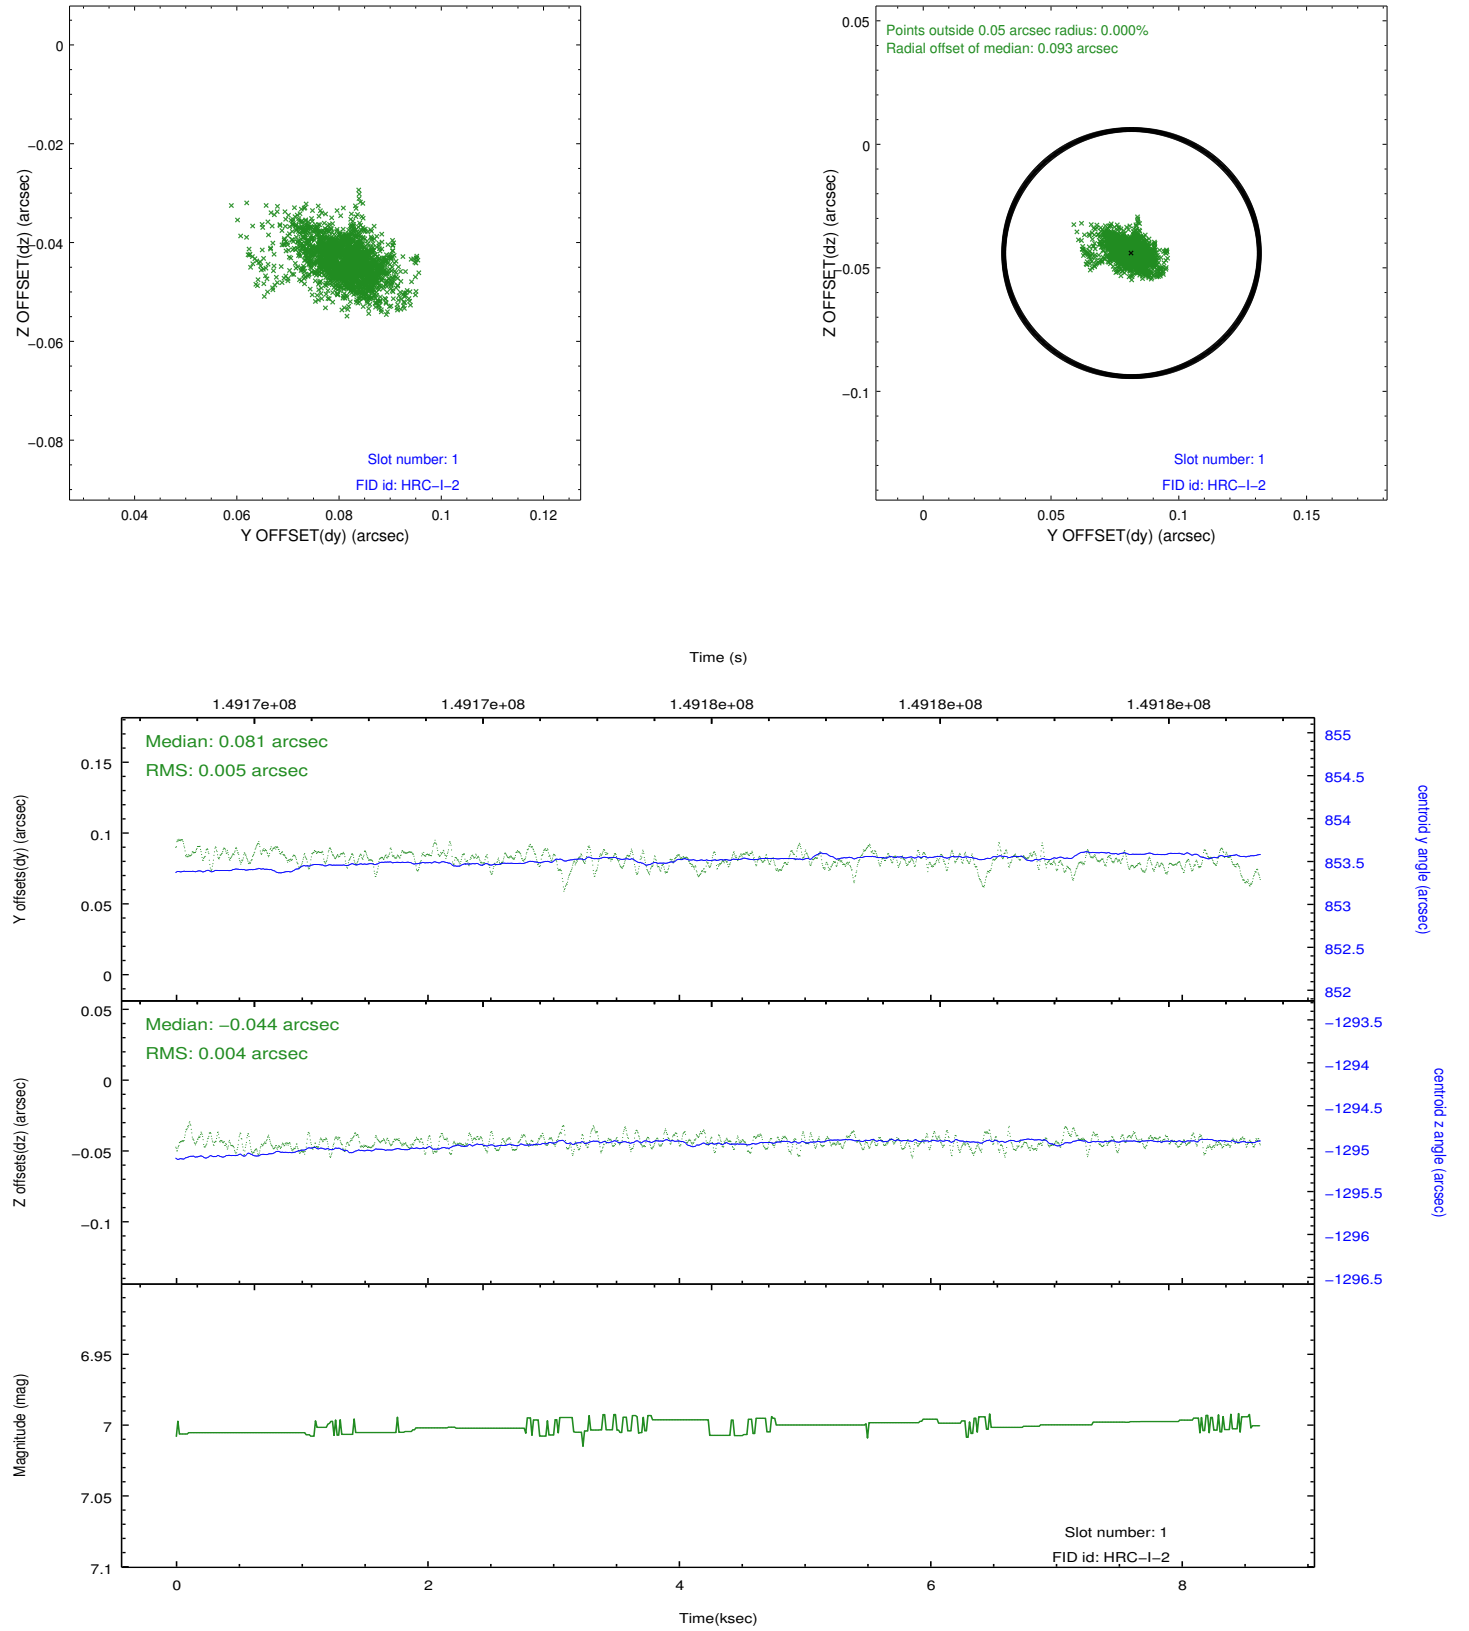 0
−0.02
−0.04
−0.06
−0.08
Z OFFSET(dz) (arcsec)
Slot number: 1
FID id: HRC−I−2
0.04
0.06
0.08
0.1
0.12
Y OFFSET(dy) (arcsec)
Points outside 0.05 arcsec radius: 0.000%
Radial offset of median: 0.093 arcsec
0.05
0
−0.05
−0.1
Z OFFSET(dz) (arcsec)
Slot number: 1
FID id: HRC−I−2
0
0.05
0.1
0.15
Y OFFSET(dy) (arcsec)
Time (s)
1.4917e+08
1.4917e+08
1.4918e+08
1.4918e+08
1.4918e+08
Median: 0.081 arcsec
RMS: 0.005 arcsec
0.15
0.1
0.05
0
Y offsets(dy) (arcsec)
855
854.5
854
853.5
853
852.5
852
centroid y angle (arcsec)
Median: −0.044 arcsec
RMS: 0.004 arcsec
0.05
0
−0.05
−0.1
Z offsets(dz) (arcsec)
−1293.5
−1294
−1294.5
−1295
−1295.5
−1296
−1296.5
centroid z angle (arcsec)
6.95
7
7.05
7.1
Magnitude (mag)
Slot number: 1
FID id: HRC−I−2
0
2
4
6
8
Time(ksec)